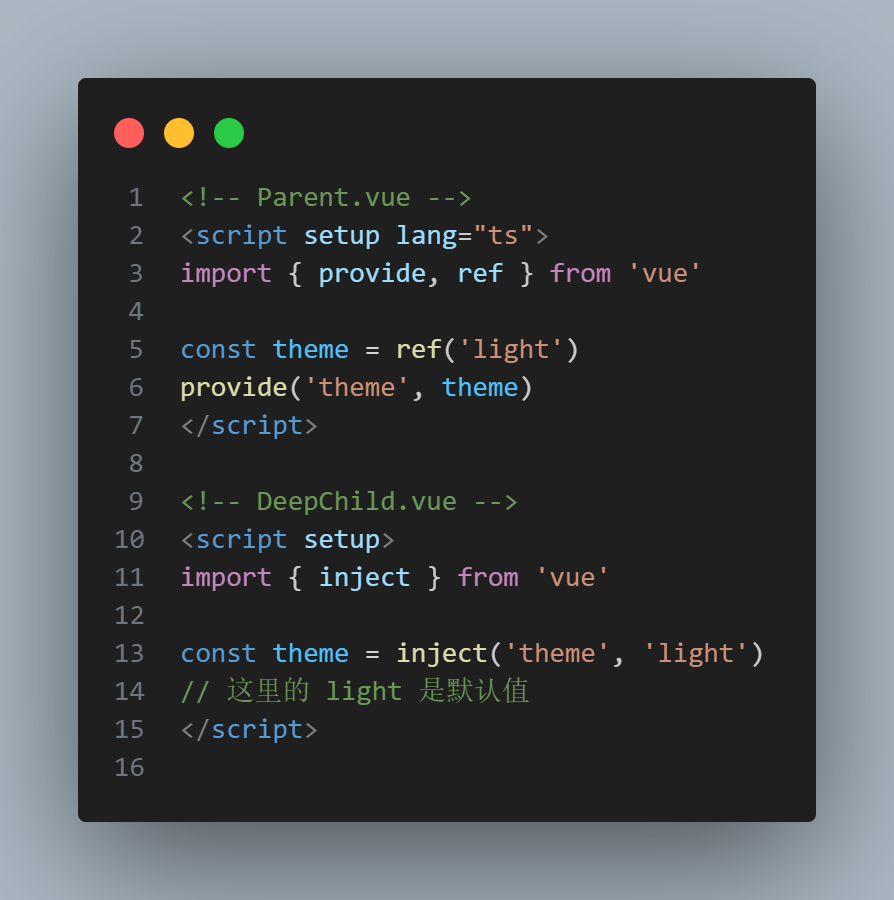 1 <!-- Parent.vue -->
2 <script setup lang="ts">
3 import { provide, ref } from 'vue'
4
5 const theme = ref('light')
6 provide('theme', theme)
7 </script>
8
9 <!-- DeepChild.vue -->
10 <script setup>
11 import { inject } from 'vue'
12
13 const theme = inject('theme', 'light')
14 // 这里的 light 是默认值
15 </script>
16